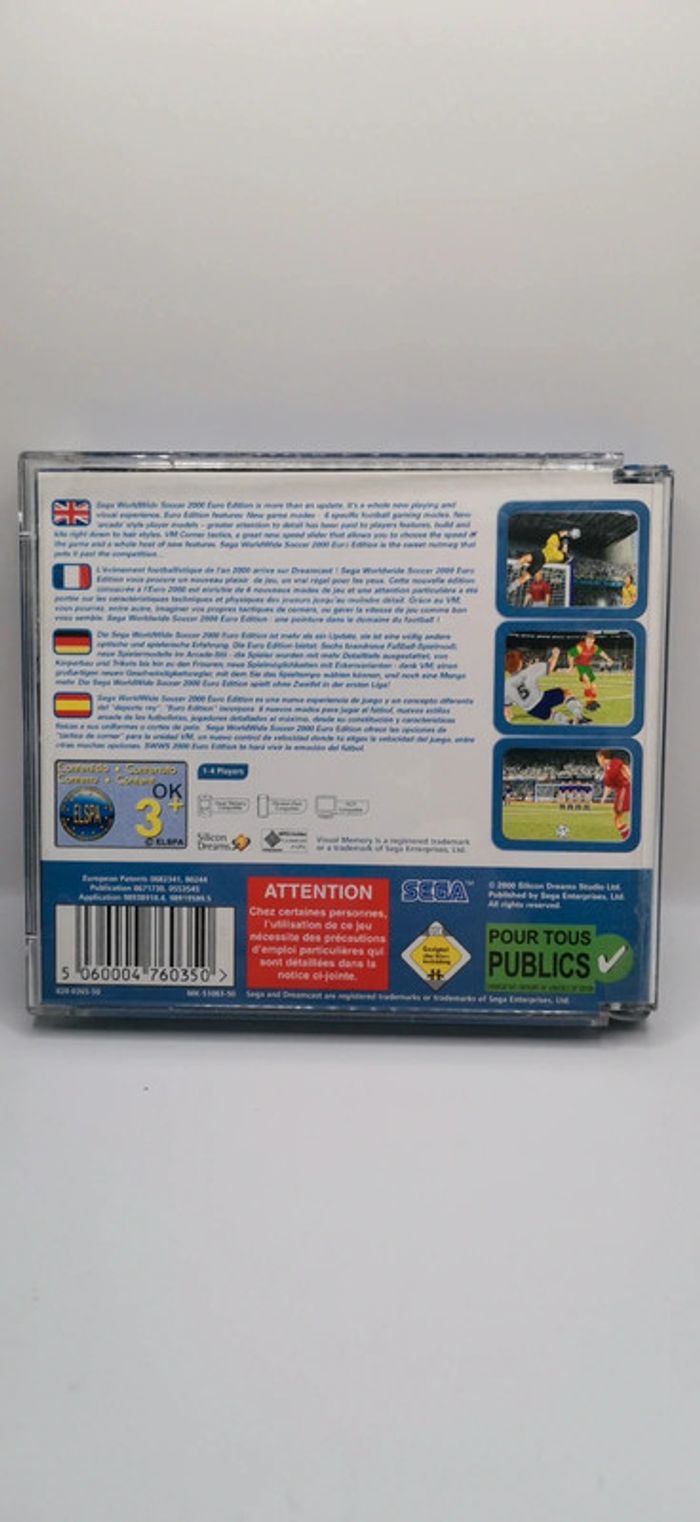 Sega WorldWide Soccer 2000 Euro Edition is more than an update, it's a whole new playing and
visual experience. Euro Edition features: New game modes - 6 specific football gaming modes. New
'arcade' style player models - greater attention to detail has been paid to players features, build and
kits right down to hair styles. VM Corner tactics, a great new speed slider that allows you to choose the speed of
the game and a whole host of new features. Sega WorldWide Soccer 2000 Euro Edition is the sweet nutmeg that
puts it past the competition...
L'évènement footballistique de l'an 2000 arrive sur Dreamcast ! Sega Worldwide Soccer 2000 Euro
Edition vous procure un nouveau plaisir de jeu, un vrai régal pour les yeux. Cette nouvelle édition
consacrée à l'Euro 2000 est enrichie de 6 nouveaux modes de jeu et une attention particulière a été
portée sur les caractéristiques techniques et physiques des joueurs jusqu'au moindre détail. Grâce au VM,
vous pourrez, entre autre, imaginer vos propres tactiques de corners, ou gérer la vitesse de jeu comme bon
vous semble. Sega WorldWide Soccer 2000 Euro Edition : une pointure dans le domaine du football !
Die Sega WorldWide Soccer 2000 Euro Edition ist mehr als ein Update, sie ist eine völlig andere
optische und spielerische Erfahrung. Die Euro Edition bietet: Sechs brandneue Fußball-Spielmodi,
neue Spielermodells im Arcade-Stil - die Spieler wurden mit mehr Detailtiefe ausgestattet, von
Körperbau und Trikots bis hin zu den Frisuren, neue Spielmöglichkeiten mit Eckenvarianten - dank VM, einen
großartigen neuen Geschwindigkeitsregler, mit dem Sie das Spieltempo wählen können, und noch eine Menge
mehr. Die Sega WorldWide Soccer 2000 Euro Edition spielt ohne Zweifel in der ersten Liga!
Sega WorldWide Soccer 2000 Euro Edition es una nueva experiencia de juego y un concepto diferente
del "deporte rey". "Euro Edition" incorpora: 6 nuevos modos para jugar al fútbol, nuevos estilos
arcade de los futbolistas, jugadores detallados al máximo, desde su constitución y características
físicas a sus uniformes o cortes de pelo. Sega WorldWide Soccer 2000 Euro Edition ofrece las opciones de
"táctica de corner" para la unidad VM, un nuevo control de velocidad donde tú eliges la velocidad del juego, entre
otras muchas opciones. SWWS 2000 Euro Edition te hará vivir la emoción del fútbol.
Contenido • Contenuto
Contenu • Content
ELSPA
OK
3+
© ELSPA
1-4 Players
Silicon
Dreams
Visual Memory is a registered trademark
or a trademark of Sega Enterprises, Ltd.
European Patents 0682341, 80244
Publication 0671730, 0553545
5 060004 760350 >
MK-51083-50
ATTENTION
Chez certaines personnes,
l'utilisation de ce jeu
nécessite des précautions
d'emploi particulières qui
sont détaillées dans la
notice ci-jointe.
SEGA™
© 2000 Silicon Dreams Studio Ltd.
Published by Sega Enterprises, Ltd.
All rights reserved.
POUR TOUS
PUBLICS
Sega and Dreamcast are registered trademarks or trademarks of Sega Enterprises, Ltd.